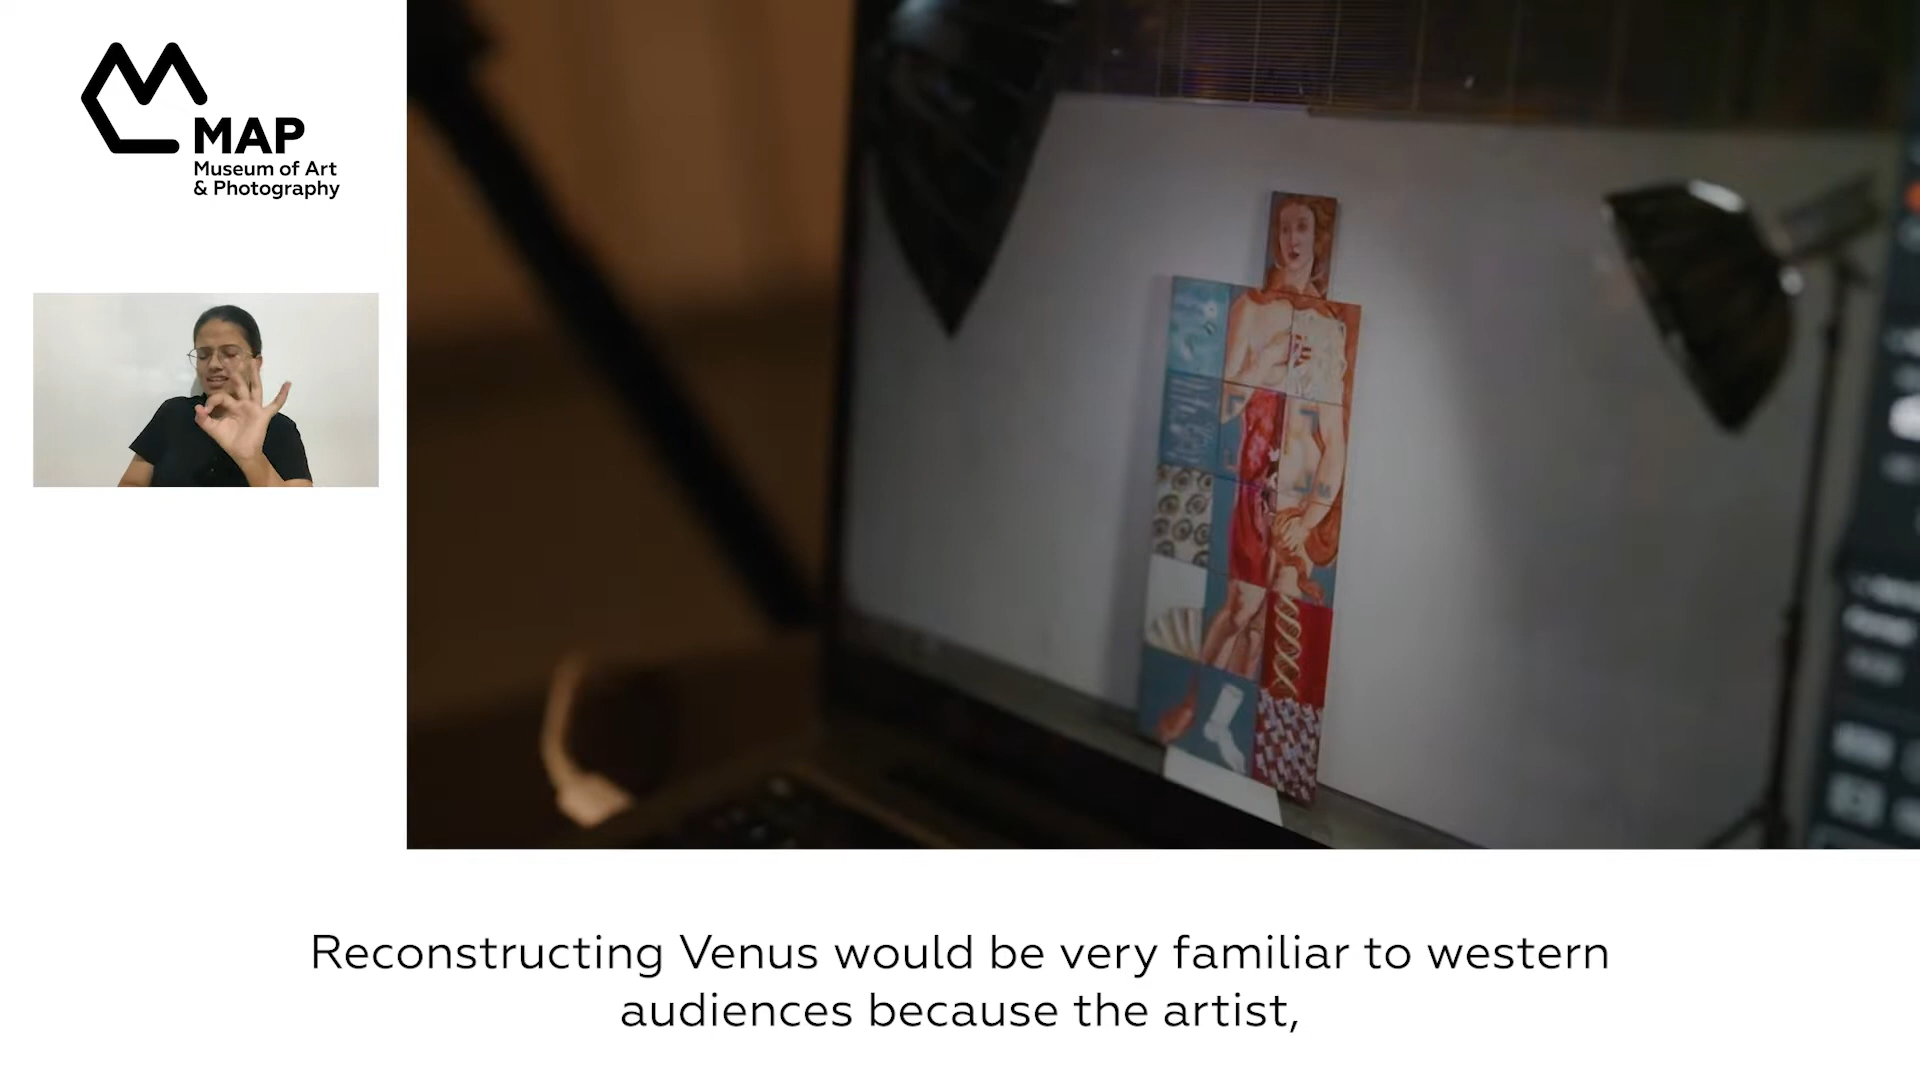 MAP
Museum of Art
& Photography
Reconstructing Venus would be very familiar to western
audiences because the artist,